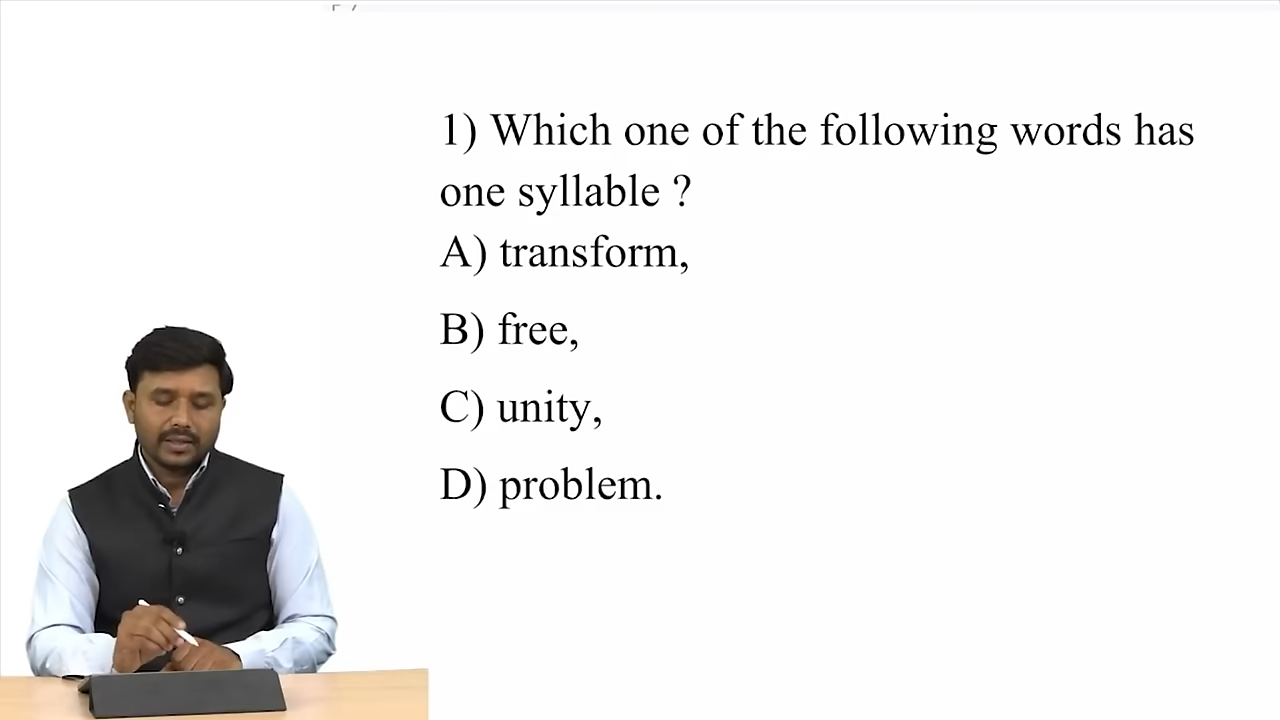 1) Which one of the following words has
one syllable ?
A) transform,
B) free,
C) unity,
D) problem.